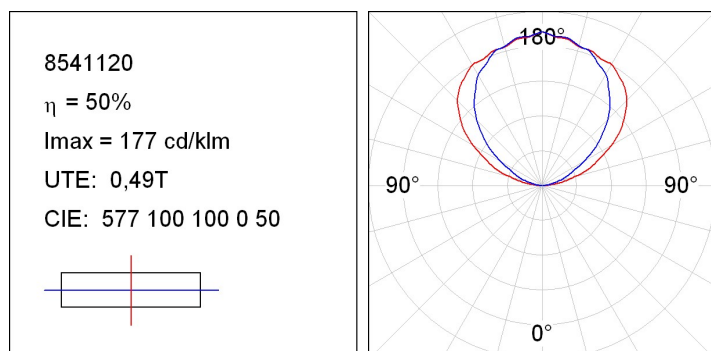 8541120
η = 50%
Imax = 177 cd/klm
UTE: 0,49T
CIE: 577 100 100 0 50
180°
90° 90°
0°